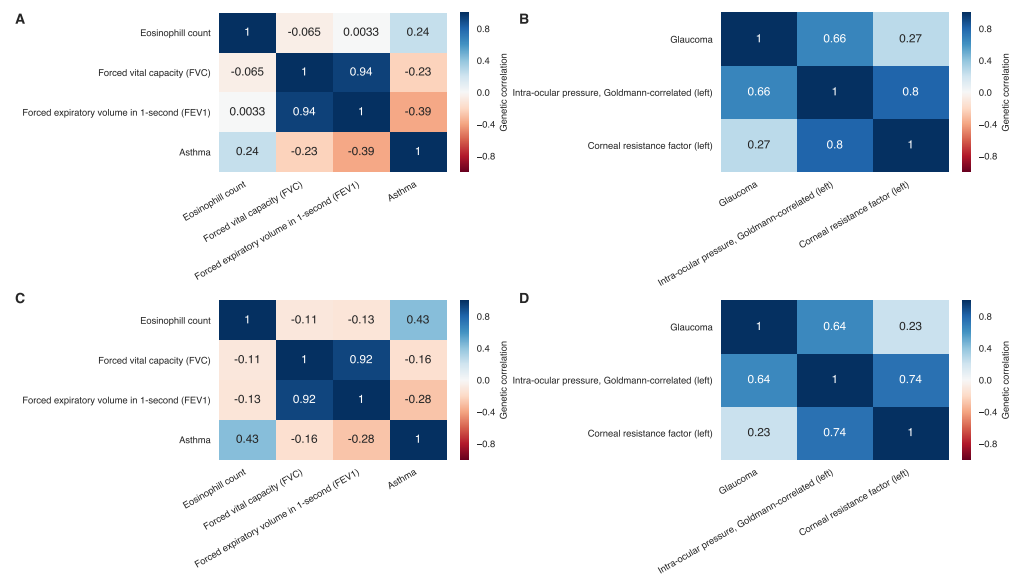 A
Eosinophill count
1
-0.065
0.0033
0.24
Forced vital capacity (FVC)
-0.065
1
0.94
-0.23
Forced expiratory volume in 1-second (FEV1)
0.0033
0.94
1
-0.39
Asthma
0.24
-0.23
-0.39
1
Eosinophill count
Forced vital capacity (FVC)
Forced expiratory volume in 1-second (FEV1)
Asthma
0.8
0.4
0.0
−0.4
−0.8
Genetic correlation
B
Glaucoma
1
0.66
0.27
Intra-ocular pressure, Goldmann-correlated (left)
0.66
1
0.8
Corneal resistance factor (left)
0.27
0.8
1
Glaucoma
Intra-ocular pressure, Goldmann-correlated (left)
Corneal resistance factor (left)
0.8
0.4
0.0
−0.4
−0.8
Genetic correlation
C
Eosinophill count
1
-0.11
-0.13
0.43
Forced vital capacity (FVC)
-0.11
1
0.92
-0.16
Forced expiratory volume in 1-second (FEV1)
-0.13
0.92
1
-0.28
Asthma
0.43
-0.16
-0.28
1
Eosinophill count
Forced vital capacity (FVC)
Forced expiratory volume in 1-second (FEV1)
Asthma
0.8
0.4
0.0
−0.4
−0.8
Genetic correlation
D
Glaucoma
1
0.64
0.23
Intra-ocular pressure, Goldmann-correlated (left)
0.64
1
0.74
Corneal resistance factor (left)
0.23
0.74
1
Glaucoma
Intra-ocular pressure, Goldmann-correlated (left)
Corneal resistance factor (left)
0.8
0.4
0.0
−0.4
−0.8
Genetic correlation